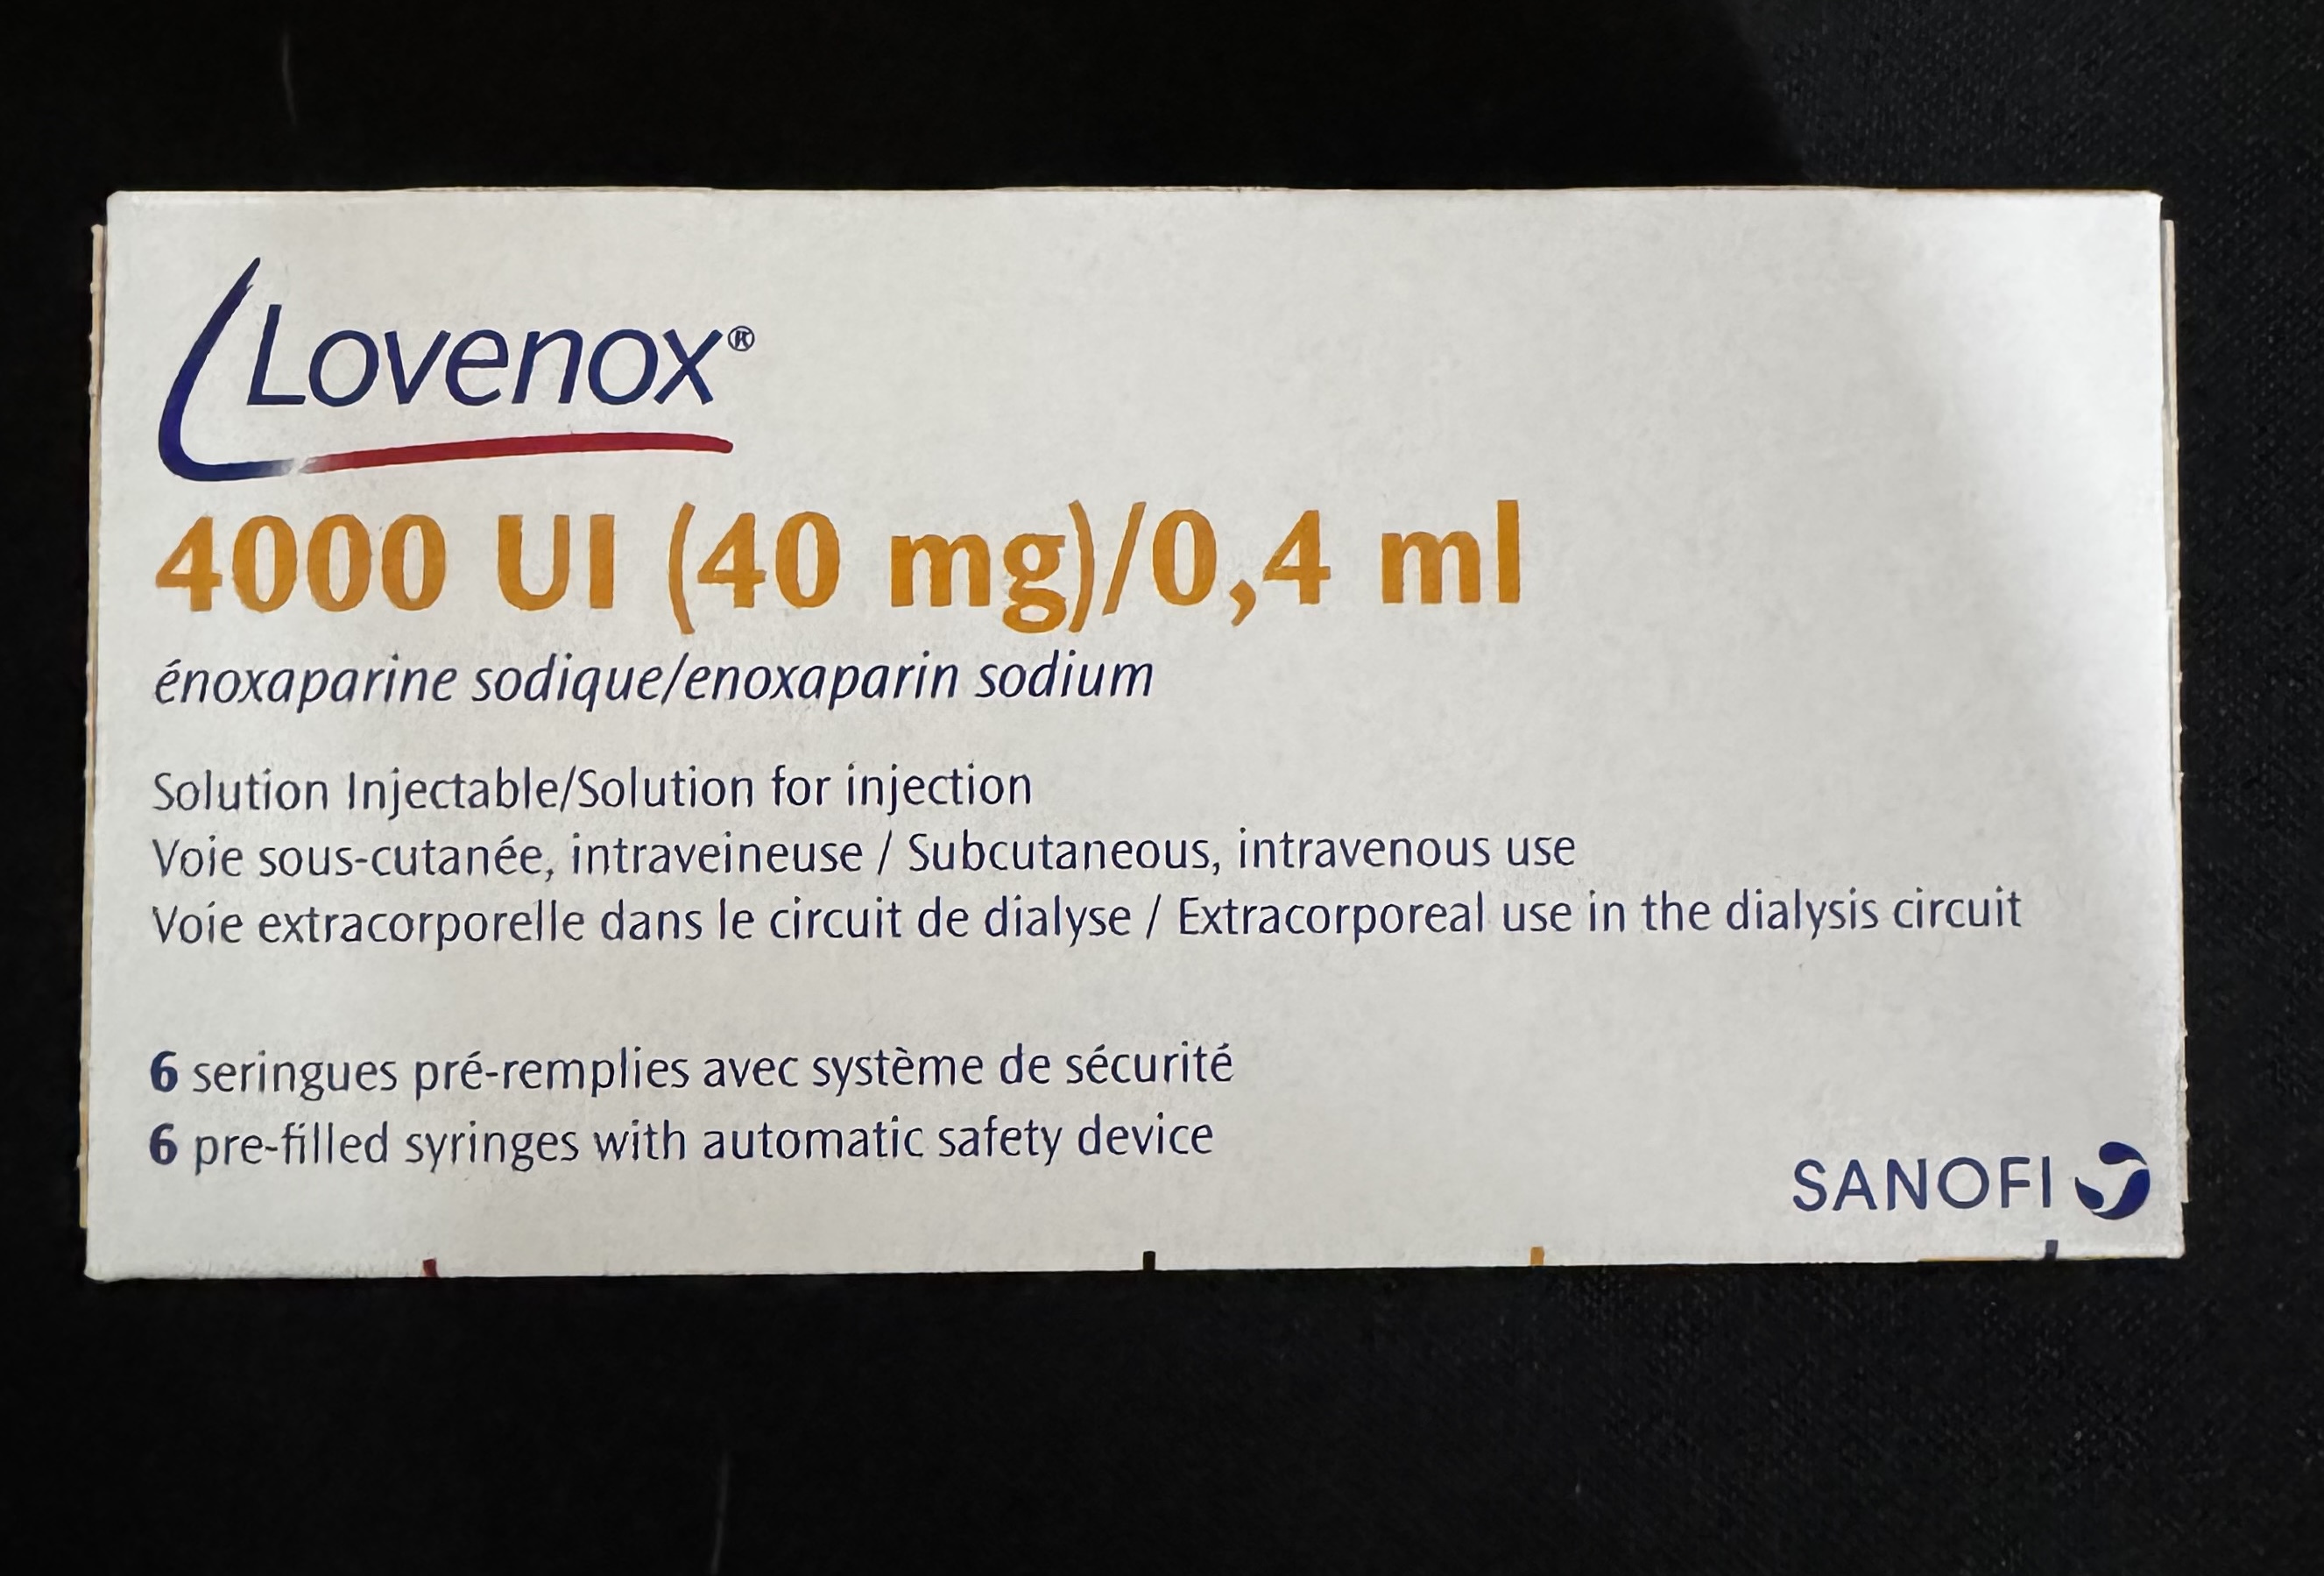 Lovenox®
4000 UI (40 mg)/0,4 ml
énoxaparine sodique/enoxaparin sodium
Solution Injectable/Solution for injection
Voie sous-cutanée, intraveineuse / Subcutaneous, intravenous use
Voie extracorporelle dans le circuit de dialyse / Extracorporeal use in the dialysis circuit
6 seringues pré-remplies avec système de sécurité
6 pre-filled syringes with automatic safety device
SANOFI